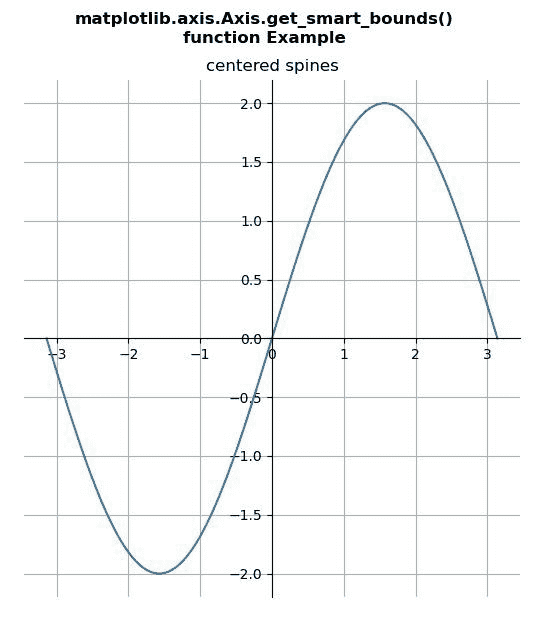 matplotlib.axis.Axis.get_smart_bounds()
function Example
centered spines
2.0
1.5
1.0
0.5
0.0
−3 −2 −1 0 1 2 3
−0.5
−1.0
−1.5
−2.0